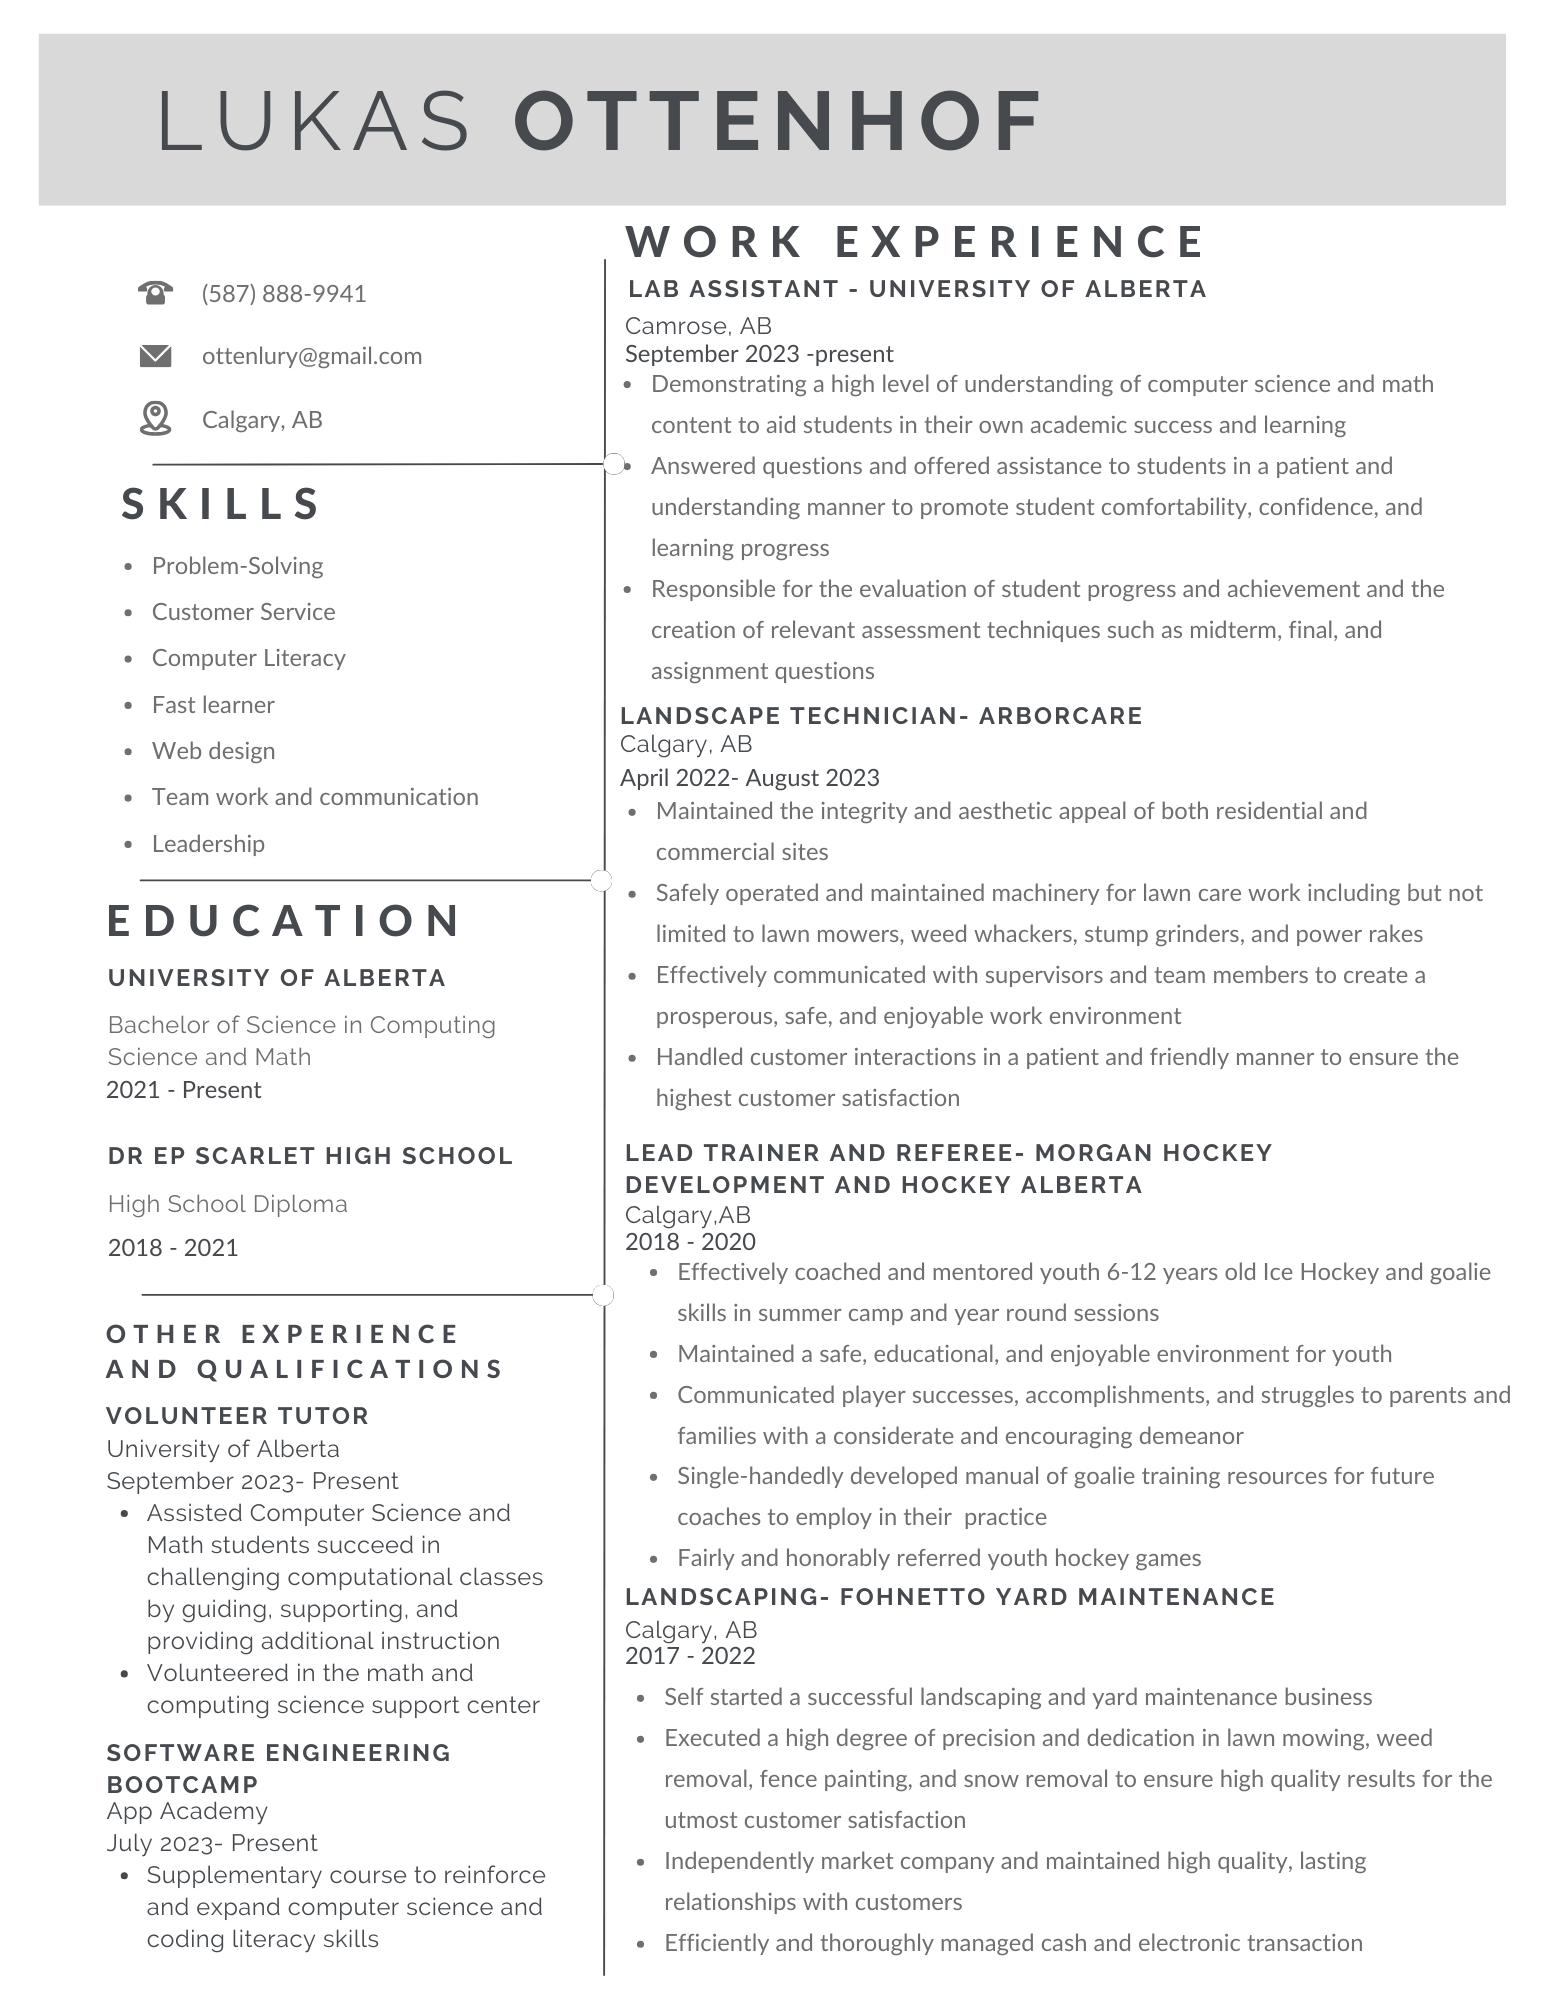 LUKAS OTTENHOF
(587) 888-9941
ottenlury@gmail.com
Calgary, AB
SKILLS
• Problem-Solving
• Customer Service
• Computer Literacy
• Fast learner
• Web design
• Team work and communication
• Leadership
EDUCATION
UNIVERSITY OF ALBERTA
Bachelor of Science in Computing
Science and Math
2021 - Present
DR EP SCARLET HIGH SCHOOL
High School Diploma
2018 - 2021
OTHER EXPERIENCE
AND QUALIFICATIONS
VOLUNTEER TUTOR
University of Alberta
September 2023- Present
• Assisted Computer Science and
Math students succeed in
challenging computational classes
by guiding, supporting, and
providing additional instruction
• Volunteered in the math and
computing science support center
SOFTWARE ENGINEERING
BOOTCAMP
App Academy
July 2023- Present
• Supplementary course to reinforce
and expand computer science and
coding literacy skills
WORK EXPERIENCE
LAB ASSISTANT - UNIVERSITY OF ALBERTA
Camrose, AB
September 2023 -present
• Demonstrating a high level of understanding of computer science and math
content to aid students in their own academic success and learning
• Answered questions and offered assistance to students in a patient and
understanding manner to promote student comfortability, confidence, and
learning progress
• Responsible for the evaluation of student progress and achievement and the
creation of relevant assessment techniques such as midterm, final, and
assignment questions
LANDSCAPE TECHNICIAN- ARBORCARE
Calgary, AB
April 2022- August 2023
• Maintained the integrity and aesthetic appeal of both residential and
commercial sites
• Safely operated and maintained machinery for lawn care work including but not
limited to lawn mowers, weed whackers, stump grinders, and power rakes
• Effectively communicated with supervisors and team members to create a
prosperous, safe, and enjoyable work environment
• Handled customer interactions in a patient and friendly manner to ensure the
highest customer satisfaction
LEAD TRAINER AND REFEREE- MORGAN HOCKEY
DEVELOPMENT AND HOCKEY ALBERTA
Calgary,AB
2018 - 2020
• Effectively coached and mentored youth 6-12 years old Ice Hockey and goalie
skills in summer camp and year round sessions
• Maintained a safe, educational, and enjoyable environment for youth
• Communicated player successes, accomplishments, and struggles to parents and
families with a considerate and encouraging demeanor
• Single-handedly developed manual of goalie training resources for future
coaches to employ in their  practice
• Fairly and honorably referred youth hockey games
LANDSCAPING- FOHNETTO YARD MAINTENANCE
Calgary, AB
2017 - 2022
• Self started a successful landscaping and yard maintenance business
• Executed a high degree of precision and dedication in lawn mowing, weed
removal, fence painting, and snow removal to ensure high quality results for the
utmost customer satisfaction
• Independently market company and maintained high quality, lasting
relationships with customers
• Efficiently and thoroughly managed cash and electronic transaction